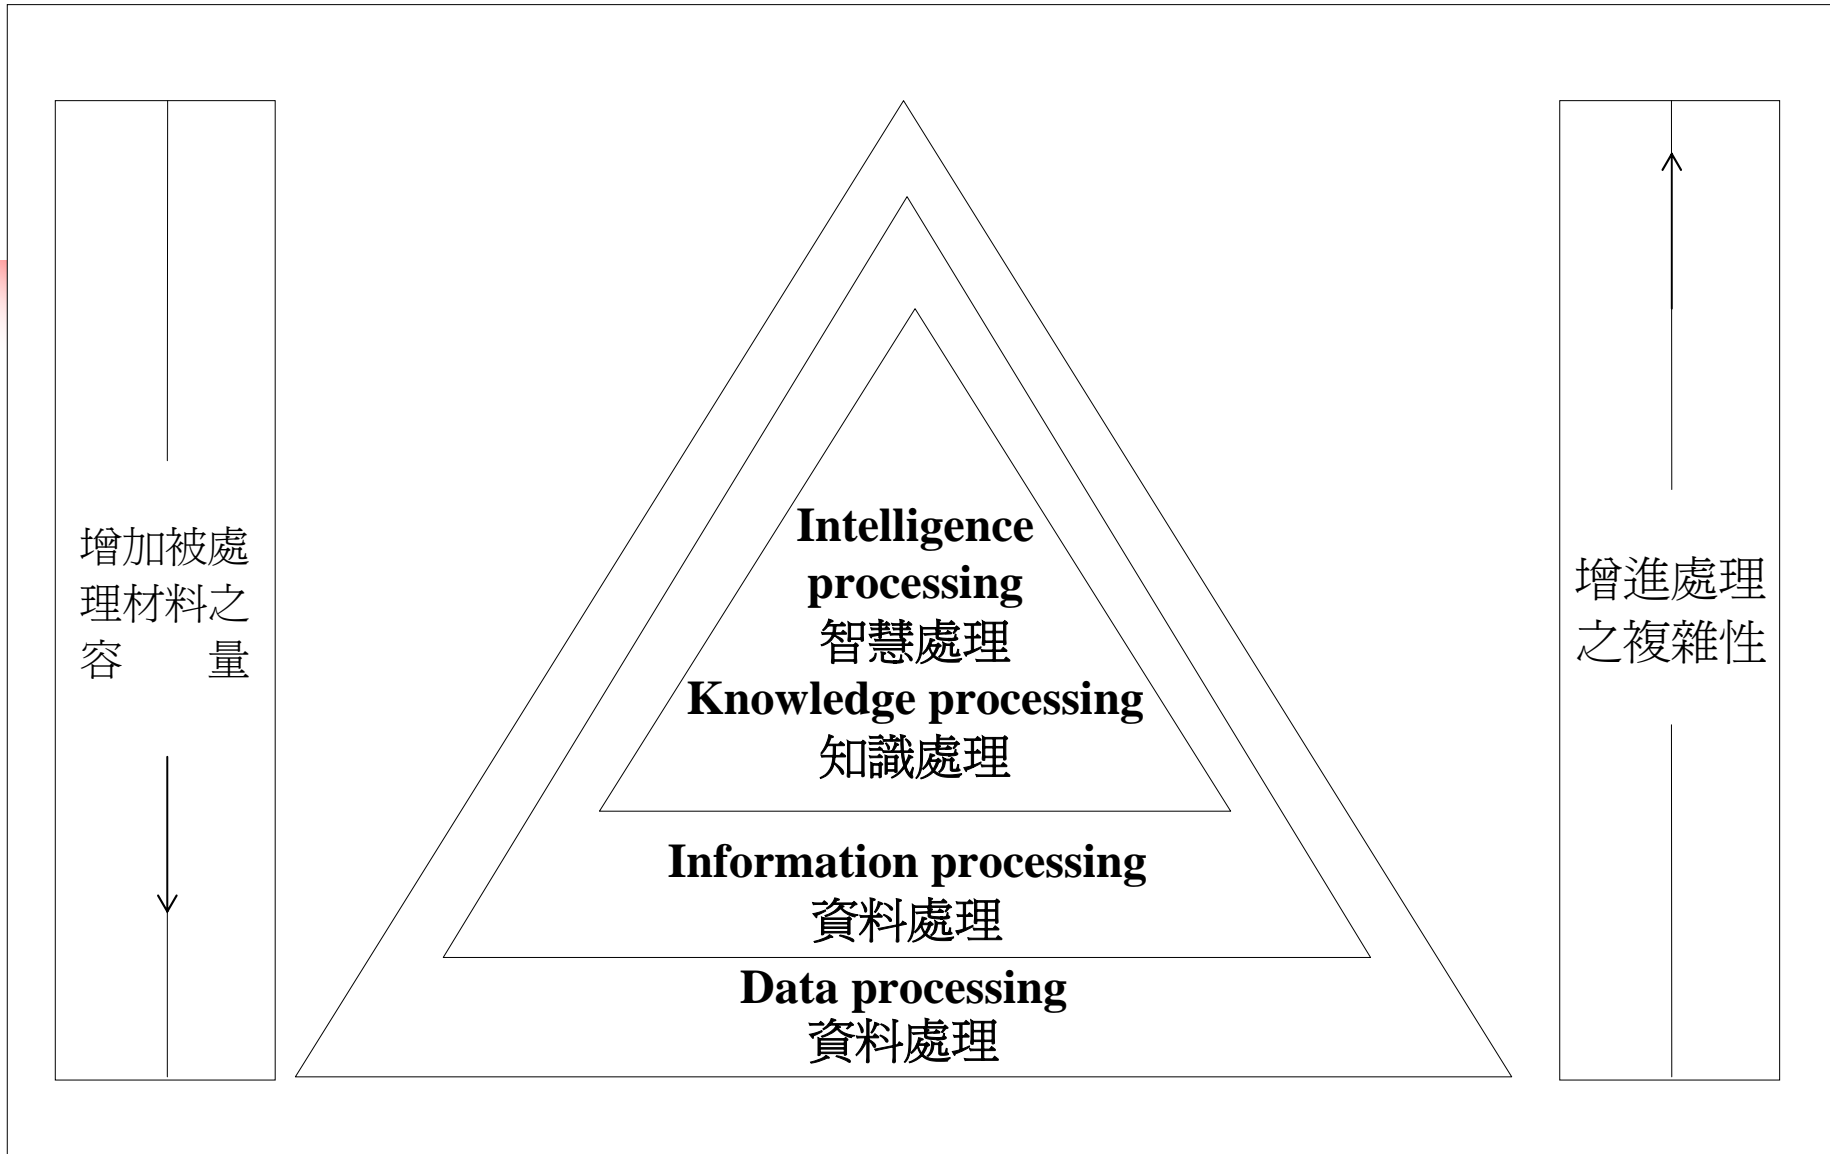 增加被處
理材料之
容 量
Intelligence
processing
智慧處理
Knowledge processing
知識處理
Information processing
資料處理
Data processing
資料處理
增進處理
之複雜性